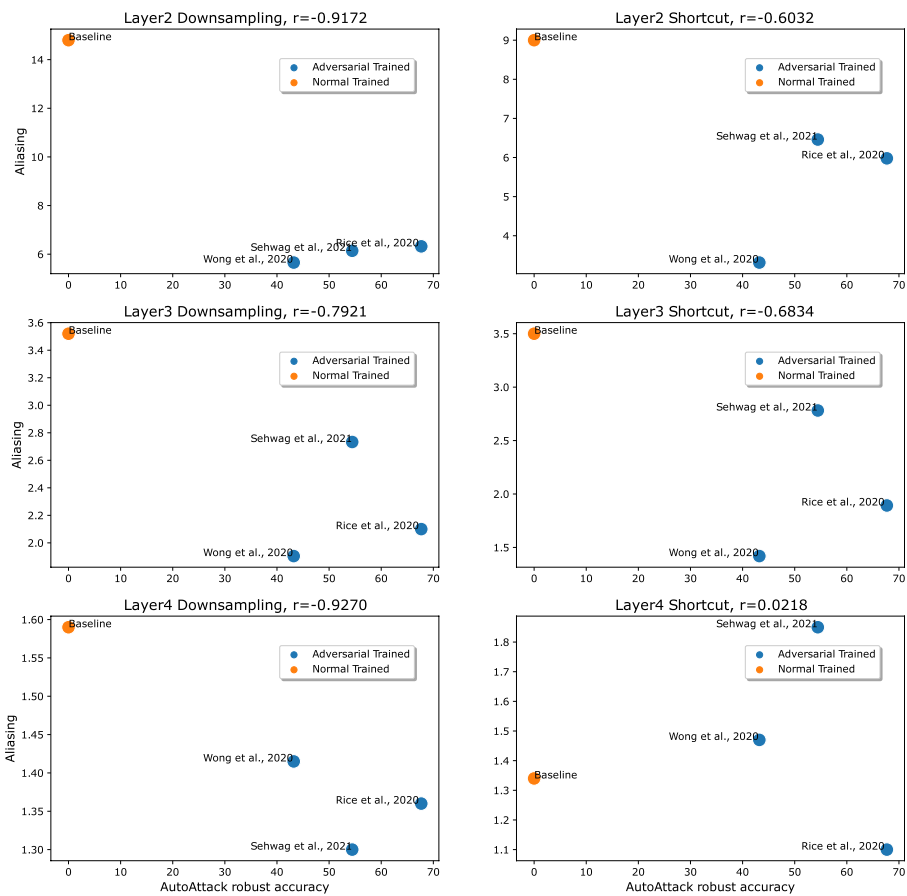 Layer2 Downsampling, r=-0.9172
Aliasing
14
12
10
8
6
Baseline
Adversarial Trained
Normal Trained
Wong et al., 2020
Sehwag et al., 2021
Rice et al., 2020
0 10 20 30 40 50 60 70
Layer2 Shortcut, r=-0.6032
9
8
7
6
5
4
Baseline
Adversarial Trained
Normal Trained
Sehwag et al., 2021
Rice et al., 2020
Wong et al., 2020
0 10 20 30 40 50 60 70
Layer3 Downsampling, r=-0.7921
Aliasing
3.6
3.4
3.2
3.0
2.8
2.6
2.4
2.2
2.0
Baseline
Adversarial Trained
Normal Trained
Sehwag et al., 2021
Rice et al., 2020
Wong et al., 2020
0 10 20 30 40 50 60 70
Layer3 Shortcut, r=-0.6834
3.5
3.0
2.5
2.0
1.5
Baseline
Adversarial Trained
Normal Trained
Sehwag et al., 2021
Rice et al., 2020
Wong et al., 2020
0 10 20 30 40 50 60 70
Layer4 Downsampling, r=-0.9270
Aliasing
1.60
1.55
1.50
1.45
1.40
1.35
1.30
Baseline
Adversarial Trained
Normal Trained
Wong et al., 2020
Rice et al., 2020
Sehwag et al., 2021
0 10 20 30 40 50 60 70
AutoAttack robust accuracy
Layer4 Shortcut, r=0.0218
1.8
1.7
1.6
1.5
1.4
1.3
1.2
1.1
Sehwag et al., 2021
Adversarial Trained
Normal Trained
Wong et al., 2020
Baseline
Rice et al., 2020
0 10 20 30 40 50 60 70
AutoAttack robust accuracy